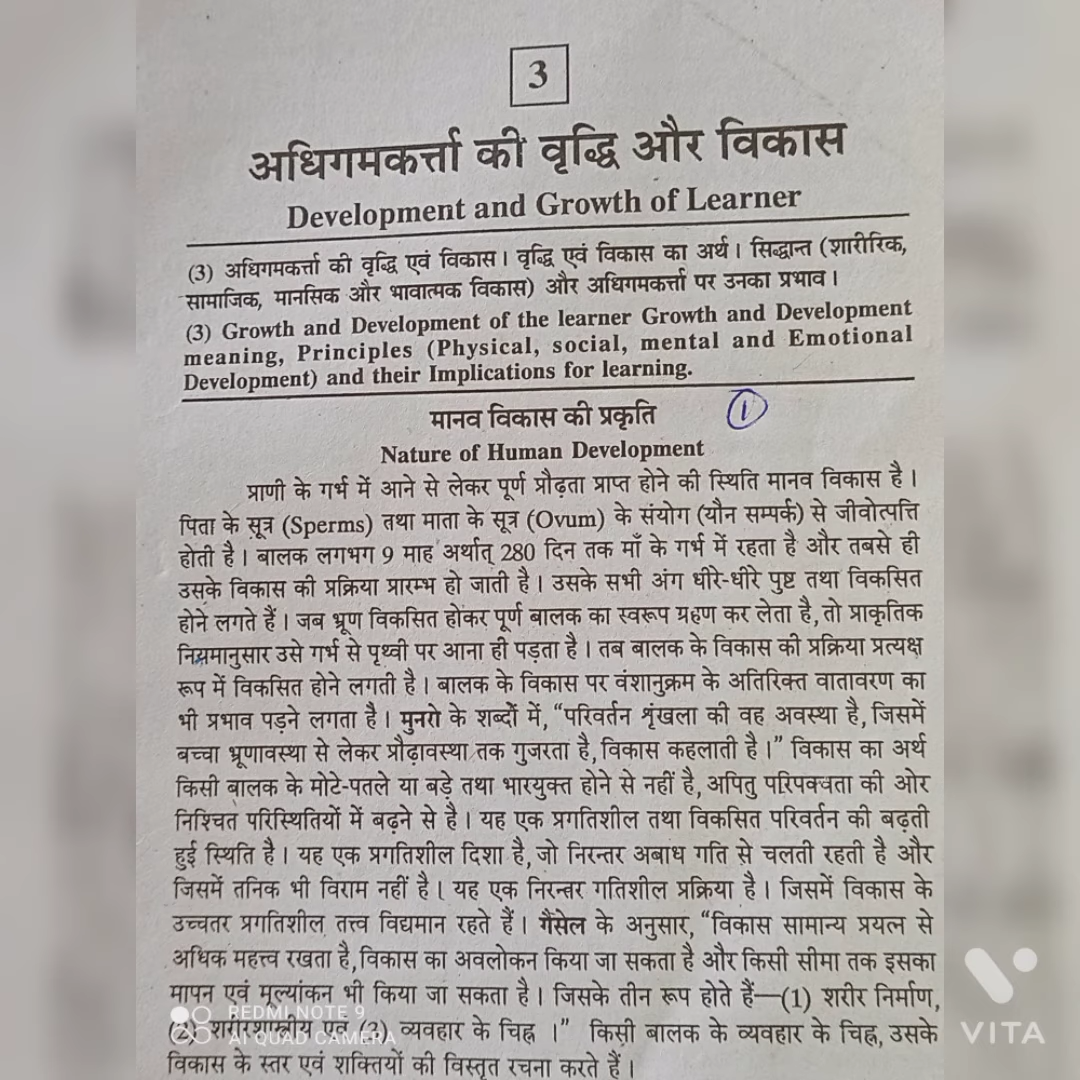 3
अधिगमकर्त्ता की वृद्धि और विकास
Development and Growth of Learner
(3) अधिगमकर्त्ता की वृद्धि एवं विकास। वृद्धि एवं विकास का अर्थ। सिद्धान्त (शारीरिक,
सामाजिक, मानसिक और भावात्मक विकास) और अधिगमकर्त्ता पर उनका प्रभाव।
(3) Growth and Development of the learner Growth and Development
meaning, Principles (Physical, social, mental and Emotional
Development) and their Implications for learning.
मानव विकास की प्रकृति 1
Nature of Human Development
प्राणी के गर्भ में आने से लेकर पूर्ण प्रौढ़ता प्राप्त होने की स्थिति मानव विकास है।
पिता के सूत्र (Sperms) तथा माता के सूत्र (Ovum) के संयोग (यौन सम्पर्क) से जीवोत्पत्ति
होती है। बालक लगभग 9 माह अर्थात् 280 दिन तक माँ के गर्भ में रहता है और तबसे ही
उसके विकास की प्रक्रिया प्रारम्भ हो जाती है। उसके सभी अंग धीरे-धीरे पुष्ट तथा विकसित
होने लगते हैं। जब भ्रूण विकसित होकर पूर्ण बालक का स्वरूप ग्रहण कर लेता है, तो प्राकृतिक
नियमानुसार उसे गर्भ से पृथ्वी पर आना ही पड़ता है। तब बालक के विकास की प्रक्रिया प्रत्यक्ष
रूप में विकसित होने लगती है। बालक के विकास पर वंशानुक्रम के अतिरिक्त वातावरण का
भी प्रभाव पड़ने लगता है। मुनरो के शब्दों में, “परिवर्तन श्रृंखला की वह अवस्था है, जिसमें
बच्चा भ्रूणावस्था से लेकर प्रौढ़ावस्था तक गुजरता है, विकास कहलाती है।” विकास का अर्थ
किसी बालक के मोटे-पतले या बड़े तथा भारयुक्त होने से नहीं है, अपितु परिपक्वता की ओर
निश्चित परिस्थितियों में बढ़ने से है। यह एक प्रगतिशील तथा विकसित परिवर्तन की बढ़ती
हुई स्थिति है। यह एक प्रगतिशील दिशा है, जो निरन्तर अबाध गति से चलती रहती है और
जिसमें तनिक भी विराम नहीं है। यह एक निरन्तर गतिशील प्रक्रिया है। जिसमें विकास के
उच्चतर प्रगतिशील तत्त्व विद्यमान रहते हैं। गैसेल के अनुसार, “विकास सामान्य प्रयत्न से
अधिक महत्त्व रखता है, विकास का अवलोकन किया जा सकता है और किसी सीमा तक इसका
मापन एवं मूल्यांकन भी किया जा सकता है। जिसके तीन रूप होते हैं—(1) शरीर निर्माण,
(2) शरीरशास्त्रीय एवं (3) व्यवहार के चिह्न।” किसी बालक के व्यवहार के चिह्न, उसके
विकास के स्तर एवं शक्तियों की विस्तृत रचना करते हैं।
REDMI NOTE 9
AI QUAD CAMERA
VITA